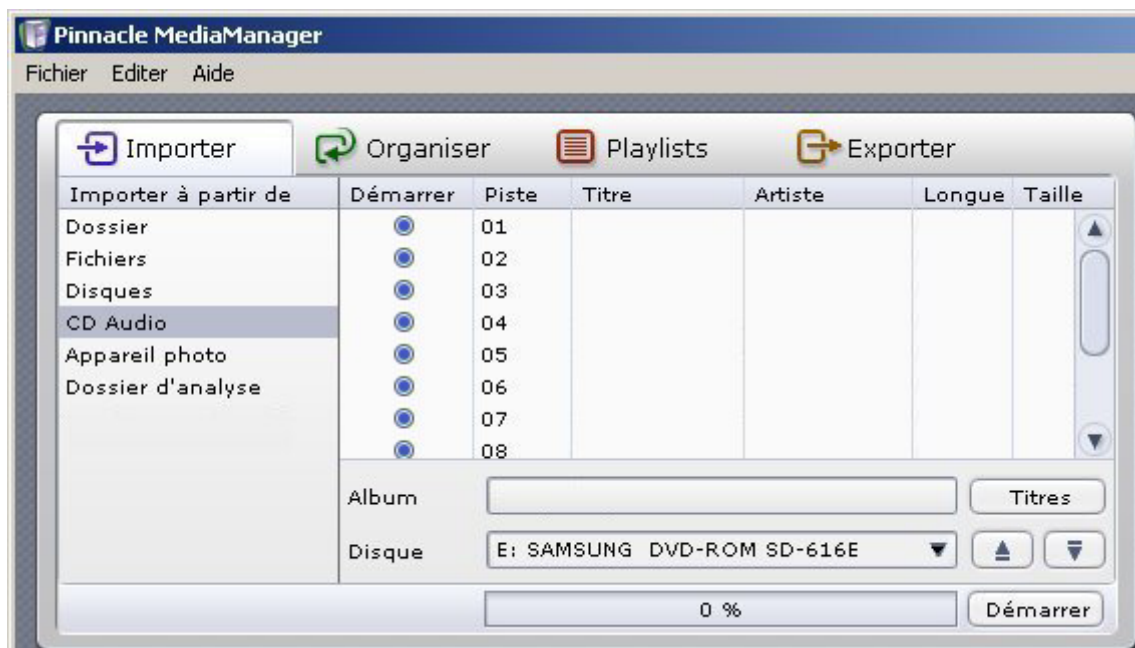 Pinnacle MediaManager
Fichier Editer Aide
Importer Organiser Playlists Exporter
Importer à partir de Démarrer Piste Titre Artiste Longue Taille
Dossier 01
Fichiers 02
Disques 03
CD Audio 04
Appareil photo 05
Dossier d'analyse 06
07
08
Album Titres
Disque E: SAMSUNG DVD-ROM SD-616E
0 % Démarrer